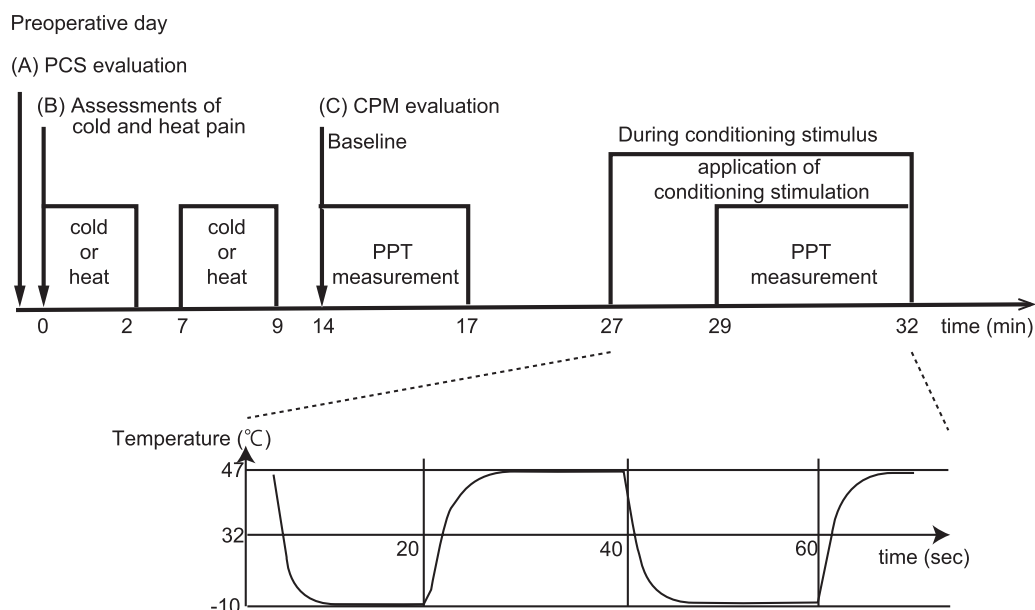 Preoperative day
(A) PCS evaluation
(B) Assessments of
cold and heat pain
(C) CPM evaluation
Baseline
During conditioning stimulus
application of
conditioning stimulation
cold
or
heat
cold
or
heat
PPT
measurement
PPT
measurement
0 2 7 9 14 17 27 29 32 time (min)
Temperature (℃)
47
32
20 40 60
time (sec)
-10